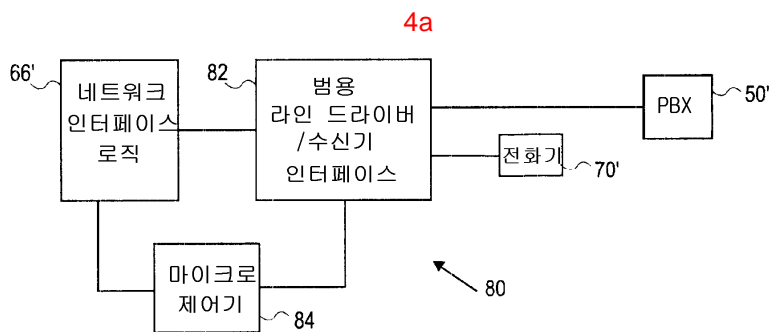 4a
66'
네트워크
인터페이스
로직
82
범용
라인 드라이버
/수신기
인터페이스
PBX
50'
전화기
70'
마이크로
제어기
84
80